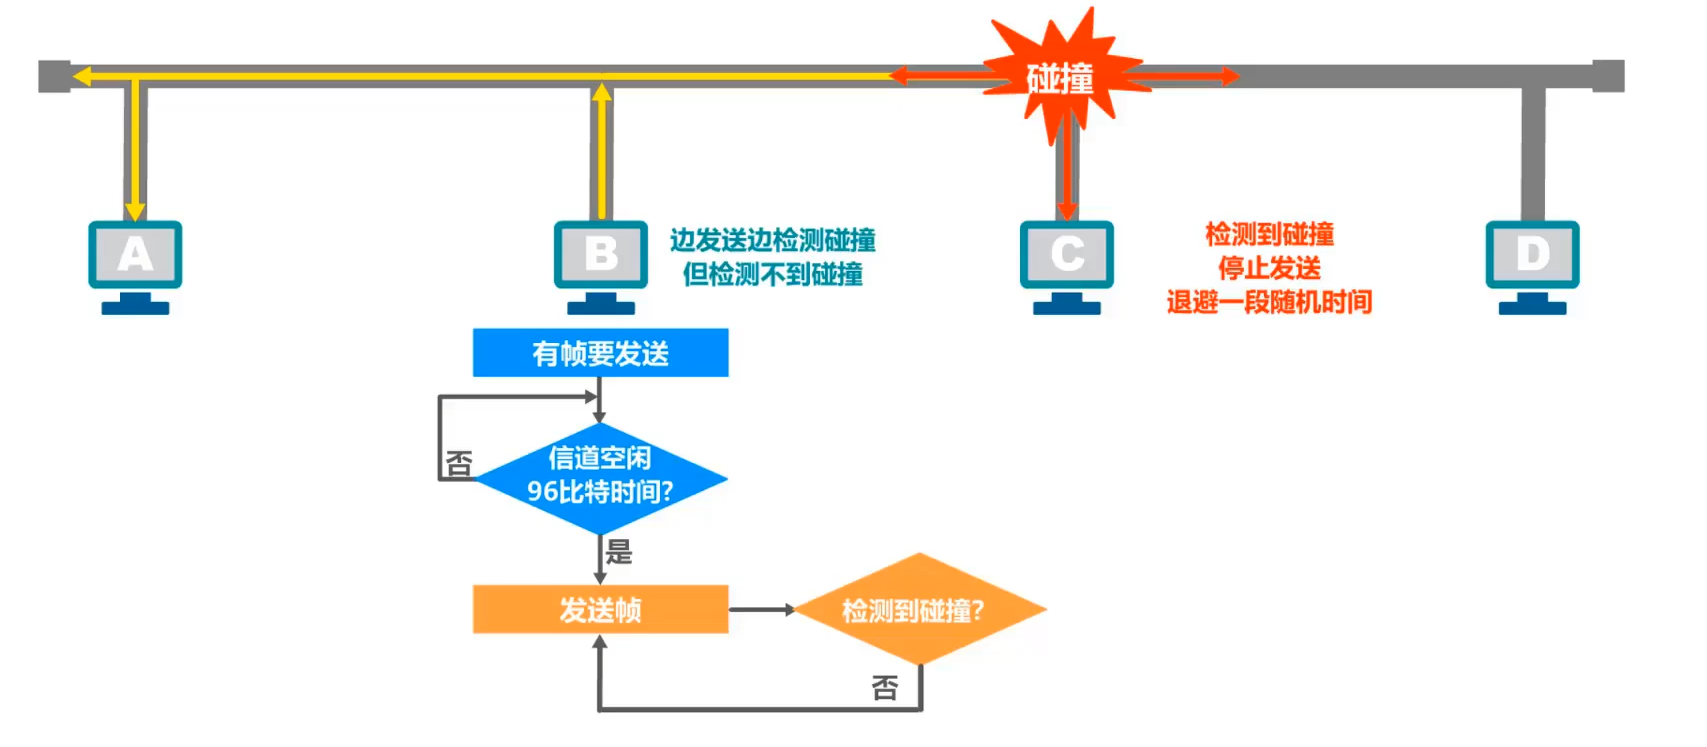 碰撞
A
B
边发送边检测碰撞
但检测不到碰撞
C
检测到碰撞
停止发送
退避一段随机时间
D
有帧要发送
信道空闲
96比特时间?
否
是
发送帧
检测到碰撞?
否